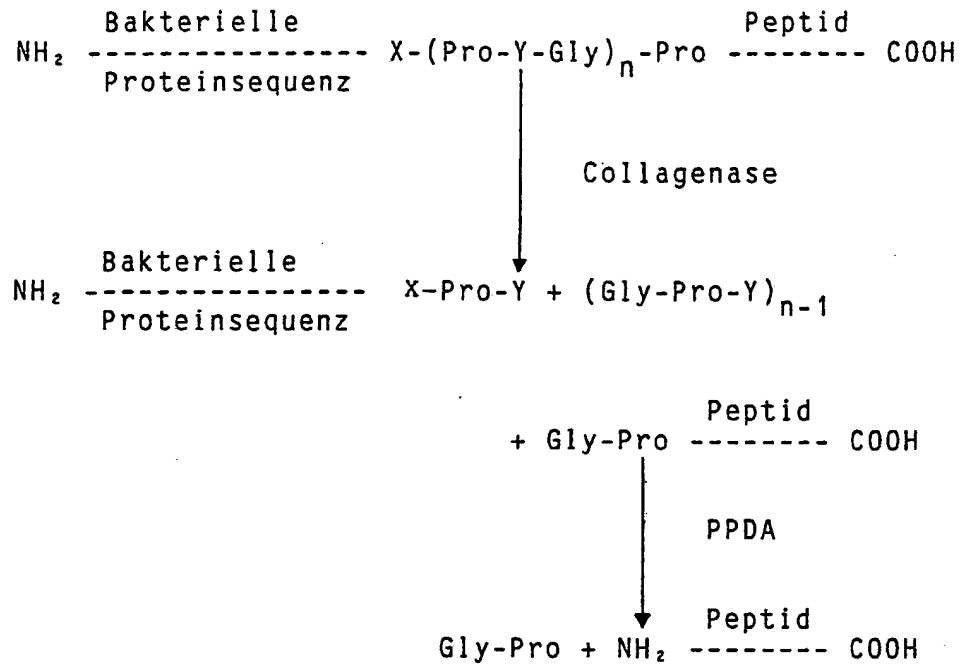 Bakterielle Peptid
NH₂ --------------- X-(Pro-Y-Gly)n-Pro -------- COOH
Proteinsequenz
Collagenase
Bakterielle
NH₂ --------------- X-Pro-Y + (Gly-Pro-Y)n-1
Proteinsequenz
Peptid
+ Gly-Pro -------- COOH
PPDA
Peptid
Gly-Pro + NH₂ -------- COOH